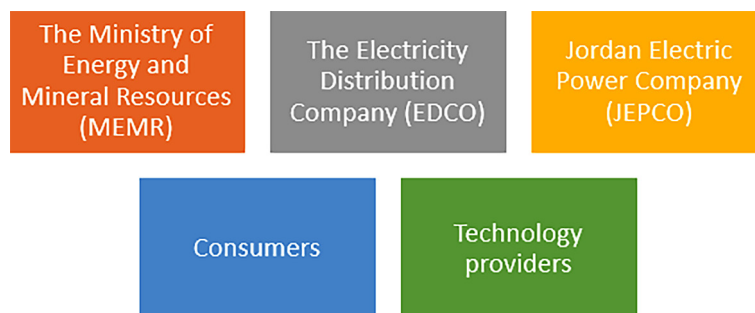 The Ministry of
Energy and
Mineral Resources
(MEMR)
The Electricity
Distribution
Company (EDCO)
Jordan Electric
Power Company
(JEPCO)
Consumers
Technology
providers